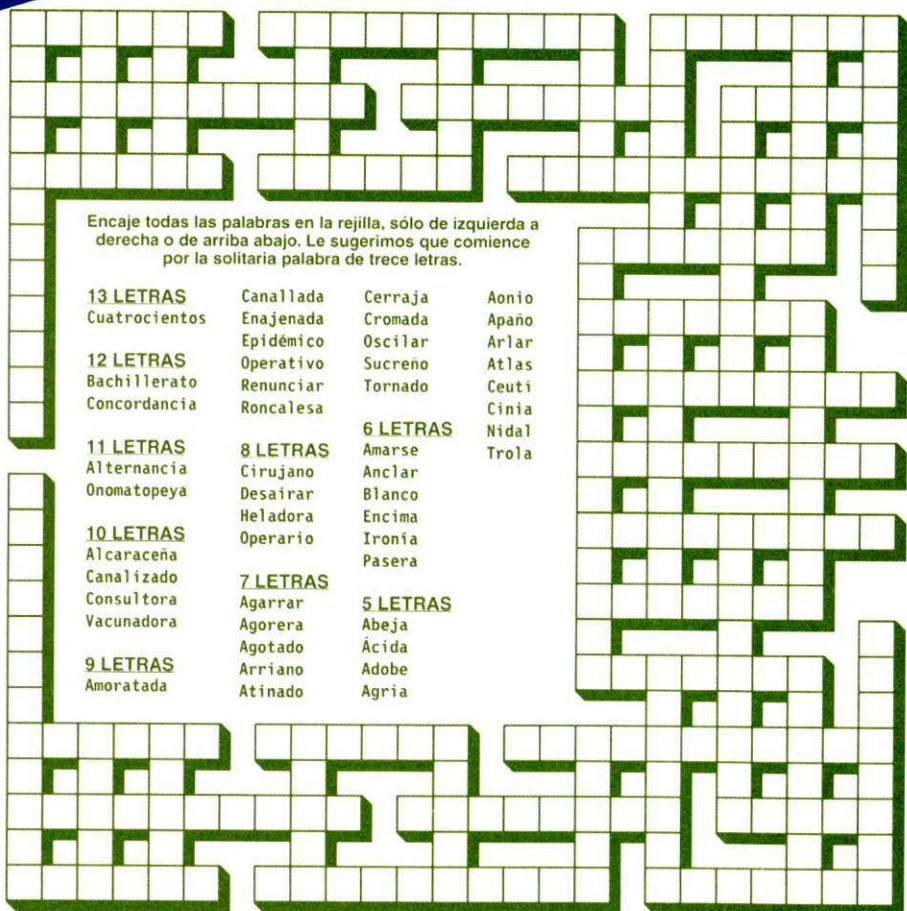 Encaje todas las palabras en la rejilla, sólo de izquierda a
derecha o de arriba abajo. Le sugerimos que comience
por la solitaria palabra de trece letras.
13 LETRAS
Cuatrocientos
12 LETRAS
Bachillerato
Concordancia
11 LETRAS
Alternancia
Onomatopeya
10 LETRAS
Alcaraceña
Canalizado
Consultora
Vacunadora
9 LETRAS
Amoratada
Canallada
Enajenada
Epidémico
Operativo
Renunciar
Roncalesa
8 LETRAS
Cirujano
Desairar
Heladora
Operario
7 LETRAS
Agarrar
Agorera
Agotado
Arriano
Atinado
Cerraja
Cromada
Oscilar
Sucreño
Tornado
6 LETRAS
Amarse
Anclar
Blanco
Encima
Ironía
Pasera
5 LETRAS
Abeja
Ácida
Adobe
Agria
Aonio
Apaño
Arlar
Atlas
Ceutí
Cinia
Nidal
Trola